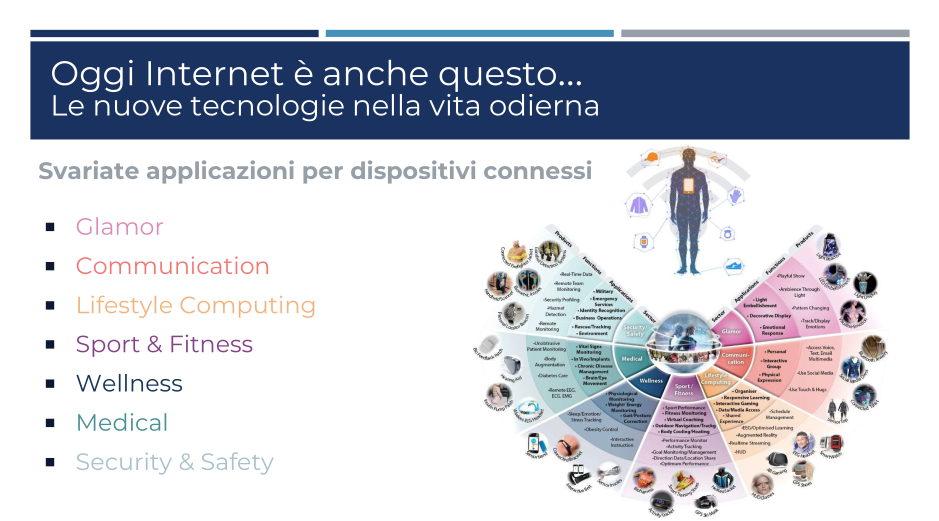 Oggi Internet è anche questo...
Le nuove tecnologie nella vita odierna
Svariate applicazioni per dispositivi connessi
Glamor
Communication
Lifestyle Computing
Sport & Fitness
Wellness
Medical
Security & Safety
Products
Functions
Applications
Sector
•Real-Time Data
•Remote Team
Monitoring
•Security Profiling
•Hazmat
Detection
•Remote
Monitoring
• Military
• Emergency
Services
• Identity Recognition
• Business Operations
• Rescue/Tracking
• Environment
Security
Safety
•Unobtrusive
Patient Monitoring
•Body
Augmentation
•Diabetes Care
•Remote EEG,
ECG, EMG
• Vital Signs
Monitoring
• In Vivo/Implants
• Chronic Disease
Management
• Brain/Eye
Movement
Medical
•Sleep/Emotion/
Stress Tracking
•Obesity Control
•Interactive
Instruction
• Physiological
Monitoring
• Weight/ Energy
Monitoring
• Gait/Posture
Correction
Wellness
Sport /
Fitness
• Sport Performance
• Fitness Monitoring
• Virtual Coaching
• Outdoor Navigation/Tracking
• Body Cooling/Heating
•Performance Monitor
•Activity Tracking
•Goal Monitoring/Management
•Direction Data/Location Share
•Optimum Performance
Lifestyle
Computing
• Organiser
• Responsive Learning
• Interactive Gaming
• Data/Media Access
• Shared
Experience
•Schedule
Management
•EEG/Optimised Learning
•Augmented Reality
•Realtime Streaming
•HUD
Communi-
cation
• Personal
• Interactive
Group
• Physical
Expression
•Access Voice,
Text, Email
Multimedia
•Use Social Media
•Use Touch & Hugs
Glamor
• Light
Embellishment
• Decorative Display
• Emotional
Response
•Playful Show
•Ambience Through
Light
•Pattern Changing
•Track/Display
Emotions
Sector
Applications
Functions
Products